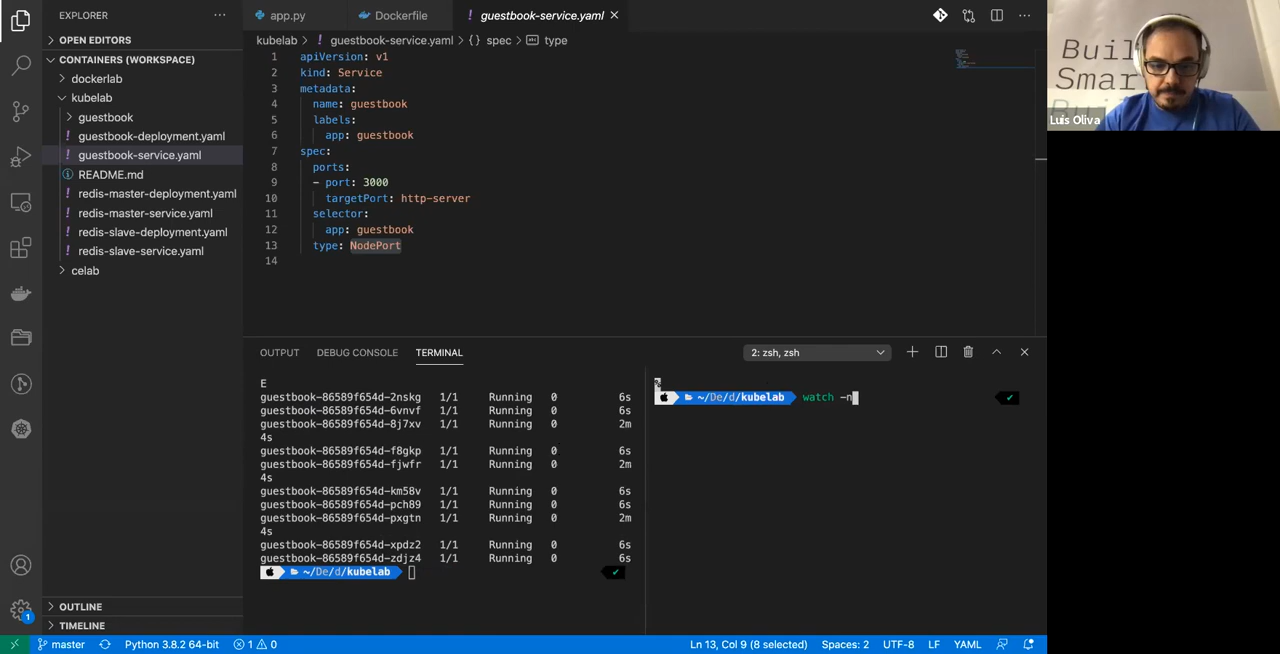 EXPLORER
OPEN EDITORS
CONTAINERS (WORKSPACE)
dockerlab
kubelab
guestbook
! guestbook-deployment.yaml
! guestbook-service.yaml
README.md
! redis-master-deployment.yaml
! redis-master-service.yaml
! redis-slave-deployment.yaml
! redis-slave-service.yaml
celab
OUTLINE
TIMELINE
app.py
Dockerfile
! guestbook-service.yaml
kubelab > ! guestbook-service.yaml > {} spec > type
1 apiVersion: v1
2 kind: Service
3 metadata:
4 name: guestbook
5 labels:
6 app: guestbook
7 spec:
8 ports:
9 - port: 3000
10 targetPort: http-server
11 selector:
12 app: guestbook
13 type: NodePort
14
OUTPUT
DEBUG CONSOLE
TERMINAL
2: zsh, zsh
E
guestbook-86589f654d-2nskg 1/1 Running 0 6s
guestbook-86589f654d-6vnvf 1/1 Running 0 6s
guestbook-86589f654d-8j7xv 1/1 Running 0 2m
4s
guestbook-86589f654d-f8gkp 1/1 Running 0 6s
guestbook-86589f654d-fjwfr 1/1 Running 0 2m
4s
guestbook-86589f654d-km58v 1/1 Running 0 6s
guestbook-86589f654d-pch89 1/1 Running 0 6s
guestbook-86589f654d-pxgtn 1/1 Running 0 2m
4s
guestbook-86589f654d-xpdz2 1/1 Running 0 6s
guestbook-86589f654d-zdjz4 1/1 Running 0 6s
~/De/d/kubelab
%
~/De/d/kubelab watch -n
Luis Oliva
Buil
Smar
Buil
master
Python 3.8.2 64-bit
1 0
Ln 13, Col 9 (8 selected)
Spaces: 2
UTF-8
LF
YAML
1